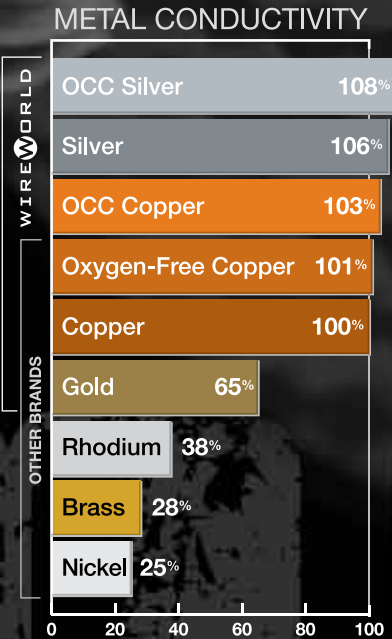 METAL CONDUCTIVITY
WIREWORLD
OCC Silver 108%
Silver 106%
OCC Copper 103%
Oxygen-Free Copper 101%
Copper 100%
Gold 65%
OTHER BRANDS
Rhodium 38%
Brass 28%
Nickel 25%
0 20 40 60 80 100